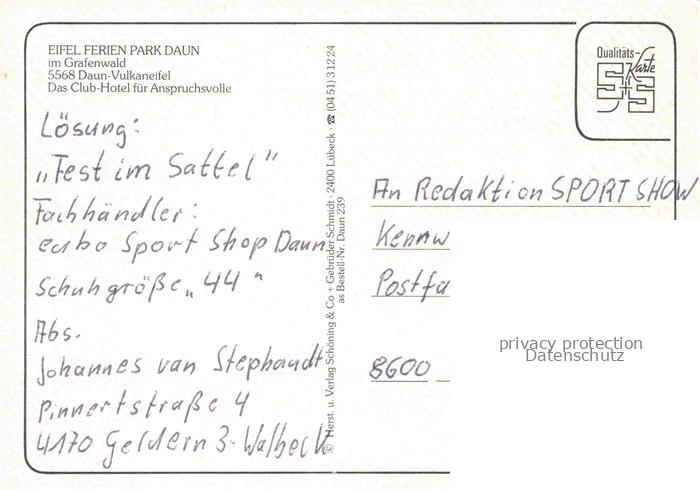 EIFEL FERIEN PARK DAUN
im Grafenwald
5568 Daun-Vulkaneifel
Das Club-Hotel für Anspruchsvolle
Lösung:
„Test im Sattel"
Fachhändler:
Sport Shop Daun
Schuhgröße „44"
Abs.
Johannes van Stephoudt
Pinnertstraße 4
4170 Geldern 3-Walbeck
© Herst. u. Verlag Schöning & Co + Gebrüder Schmidt · 2400 Lübeck · ☎ (0451) 31224
as Bestell-Nr. Daun 239
Qualitäts-
Karte
S+S
An Redaktion SPORT SHOW
Kennw
Postfa
8600
privacy protection
Datenschutz